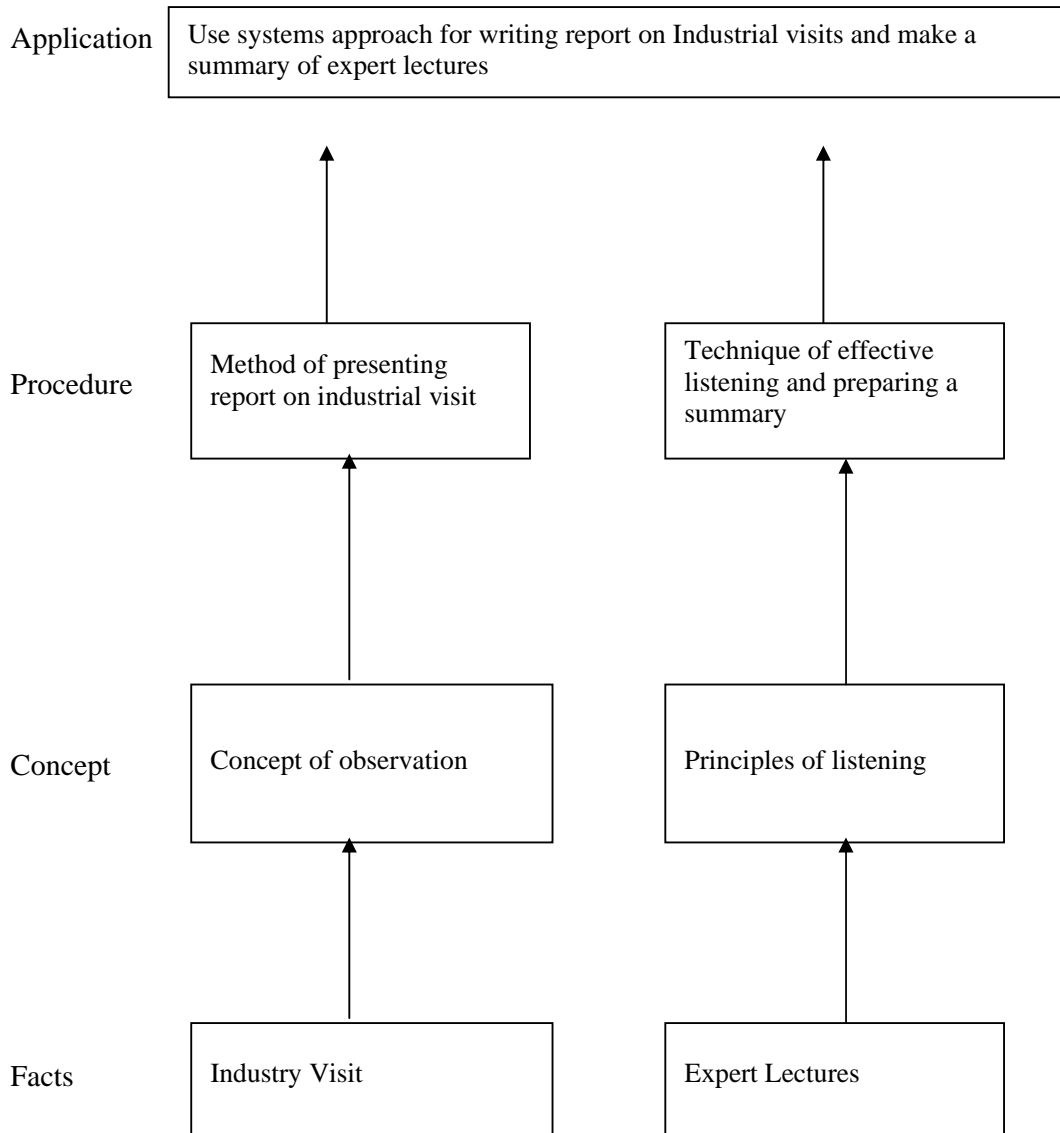 Application
Use systems approach for writing report on Industrial visits and make a
summary of expert lectures
Procedure
Method of presenting
report on industrial visit
Technique of effective
listening and preparing a
summary
Concept
Concept of observation
Principles of listening
Facts
Industry Visit
Expert Lectures